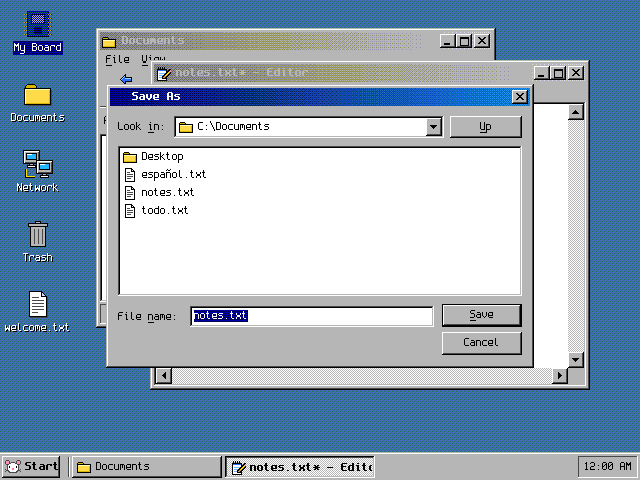 My Board
Documents
Network
Trash
welcome.txt
Documents
File View
notes.txt* - Editor
Save As
Look in: C:\Documents Up
Desktop
español.txt
notes.txt
todo.txt
File name: notes.txt Save
Cancel
Start Documents notes.txt* - Edito 12:00 AM